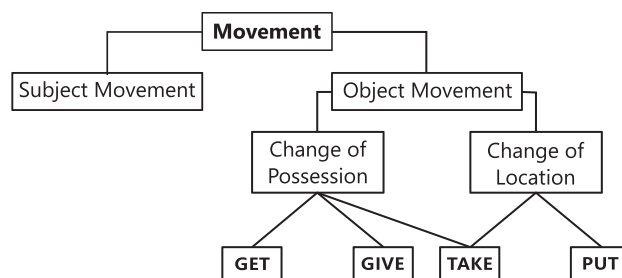 Movement
Subject Movement
Object Movement
Change of
Possession
Change of
Location
GET
GIVE
TAKE
PUT